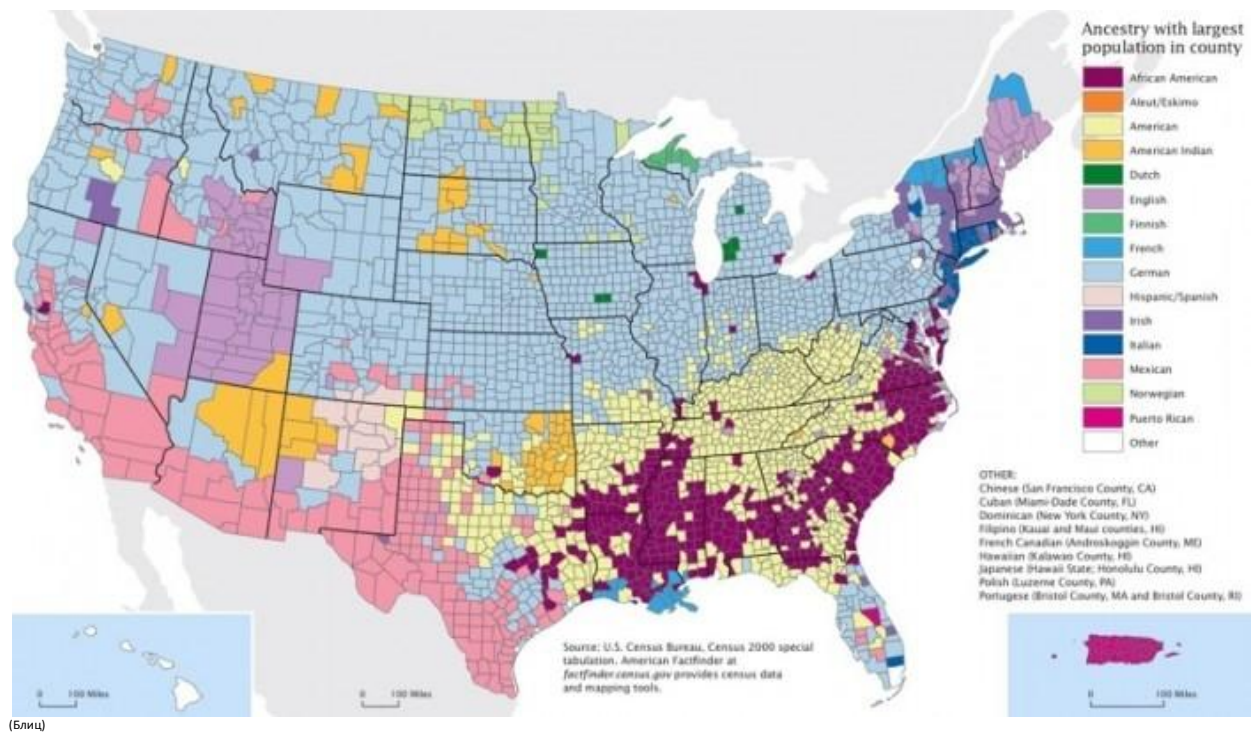 Ancestry with largest
population in county
African American
Aleut/Eskimo
American
American Indian
Dutch
English
Finnish
French
German
Hispanic/Spanish
Irish
Italian
Mexican
Norwegian
Puerto Rican
Other
OTHER:
Chinese (San Francisco County, CA)
Cuban (Miami-Dade County, FL)
Dominican (New York County, NY)
Filipino (Kauai and Maui counties, HI)
French Canadian (Androskoggin County, ME)
Hawaiian (Kalawao County, HI)
Japanese (Hawaii State; Honolulu County, HI)
Polish (Luzerne County, PA)
Portugese (Bristol County, MA and Bristol County, RI)
Source: U.S. Census Bureau, Census 2000 special
tabulation. American Factfinder at
factfinder.census.gov provides census data
and mapping tools.
0 100 Miles
0 100 Miles
0 100 Miles
(Блиц)